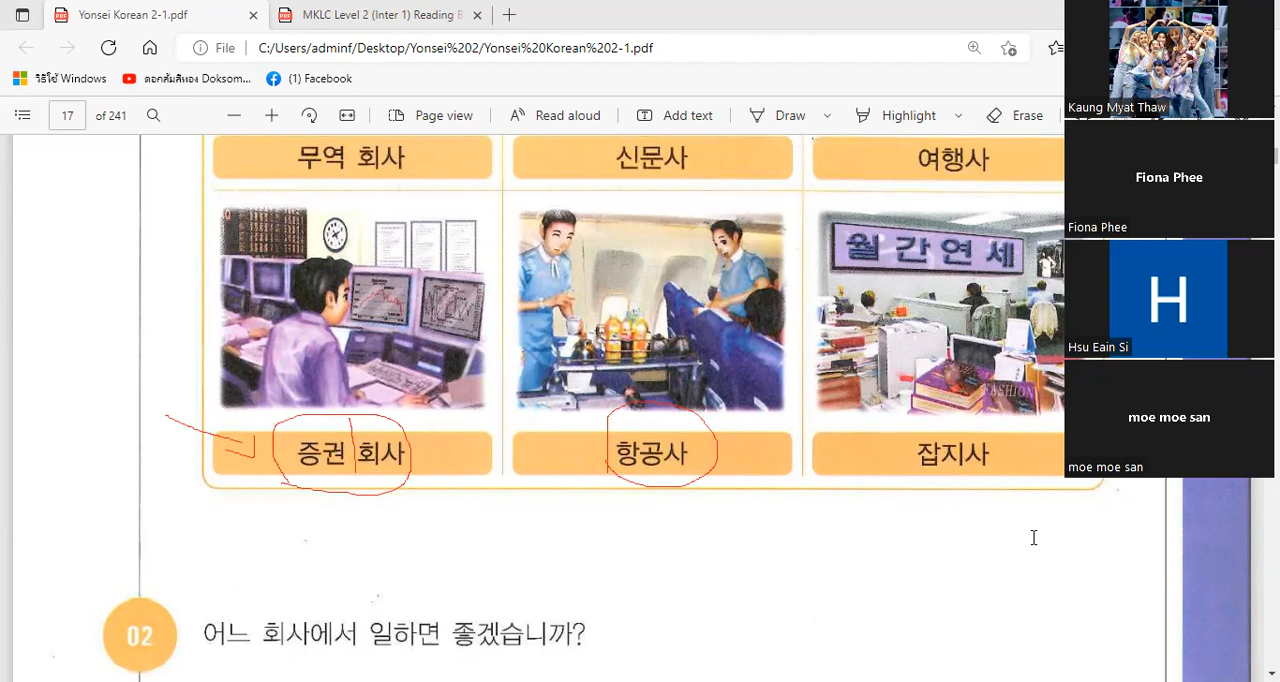 Yonsei Korean 2-1.pdf
MKLC Level 2 (Inter 1) Reading B
File
C:/Users/adminf/Desktop/Yonsei%202/Yonsei%20Korean%202-1.pdf
วิธีใช้ Windows
ดอกส้มสีทอง Doksom...
(1) Facebook
17
of 241
Page view
Read aloud
Add text
Draw
Highlight
Erase
무역 회사
신문사
여행사
월간연세
FASHION
증권 회사
항공사
잡지사
02
어느 회사에서 일하면 좋겠습니까?
Kaung Myat Thaw
Fiona Phee
Fiona Phee
H
Hsu Eain Si
moe moe san
moe moe san